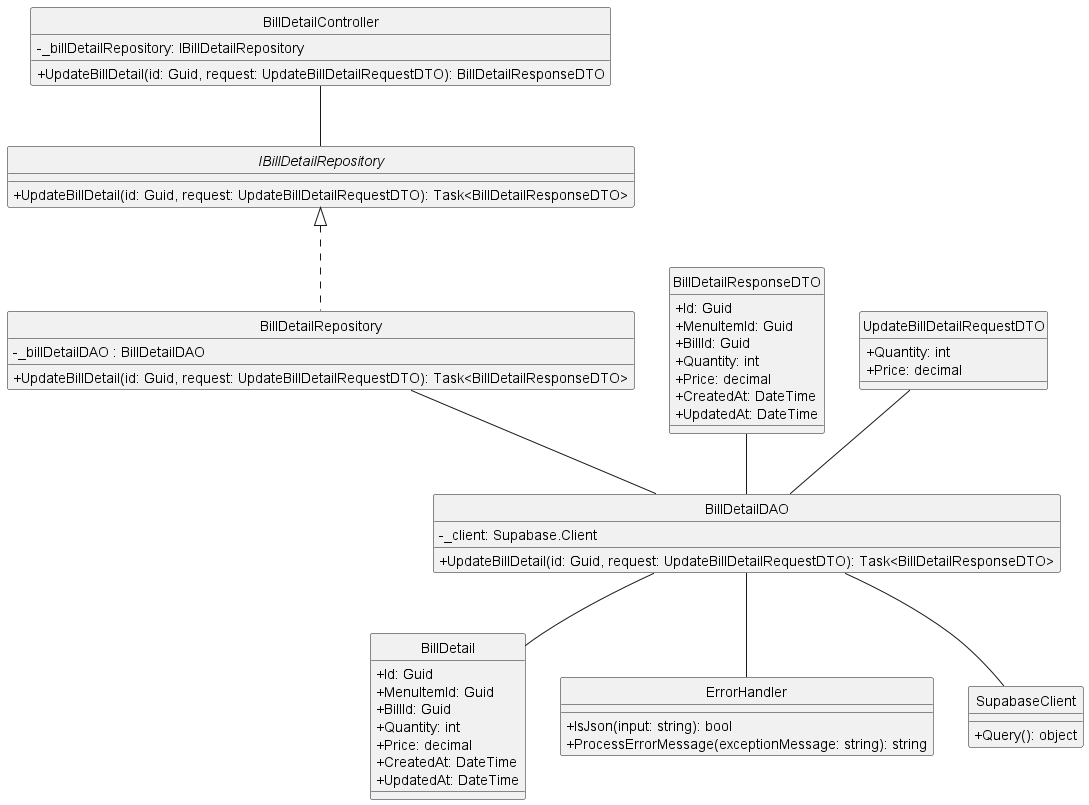 BillDetailController
-_billDetailRepository: IBillDetailRepository
+UpdateBillDetail(id: Guid, request: UpdateBillDetailRequestDTO): BillDetailResponseDTO
IBillDetailRepository
+UpdateBillDetail(id: Guid, request: UpdateBillDetailRequestDTO): Task<BillDetailResponseDTO>
BillDetailRepository
-_billDetailDAO : BillDetailDAO
+UpdateBillDetail(id: Guid, request: UpdateBillDetailRequestDTO): Task<BillDetailResponseDTO>
BillDetailResponseDTO
+Id: Guid
+MenuItemId: Guid
+BillId: Guid
+Quantity: int
+Price: decimal
+CreatedAt: DateTime
+UpdatedAt: DateTime
UpdateBillDetailRequestDTO
+Quantity: int
+Price: decimal
BillDetailDAO
-_client: Supabase.Client
+UpdateBillDetail(id: Guid, request: UpdateBillDetailRequestDTO): Task<BillDetailResponseDTO>
BillDetail
+Id: Guid
+MenuItemId: Guid
+BillId: Guid
+Quantity: int
+Price: decimal
+CreatedAt: DateTime
+UpdatedAt: DateTime
ErrorHandler
+IsJson(input: string): bool
+ProcessErrorMessage(exceptionMessage: string): string
SupabaseClient
+Query(): object